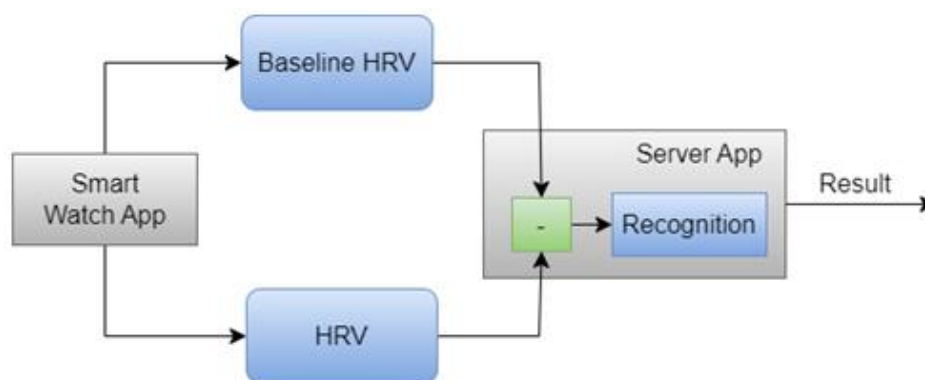 Baseline HRV
Server App
Smart
Watch App
Result
-
Recognition
HRV